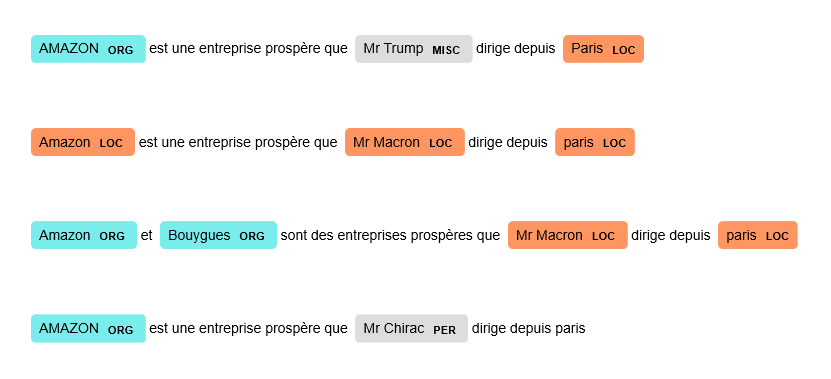 AMAZON ORG est une entreprise prospère que Mr Trump MISC dirige depuis Paris LOC
Amazon LOC est une entreprise prospère que Mr Macron LOC dirige depuis paris LOC
Amazon ORG et Bouygues ORG sont des entreprises prospères que Mr Macron LOC dirige depuis paris LOC
AMAZON ORG est une entreprise prospère que Mr Chirac PER dirige depuis paris